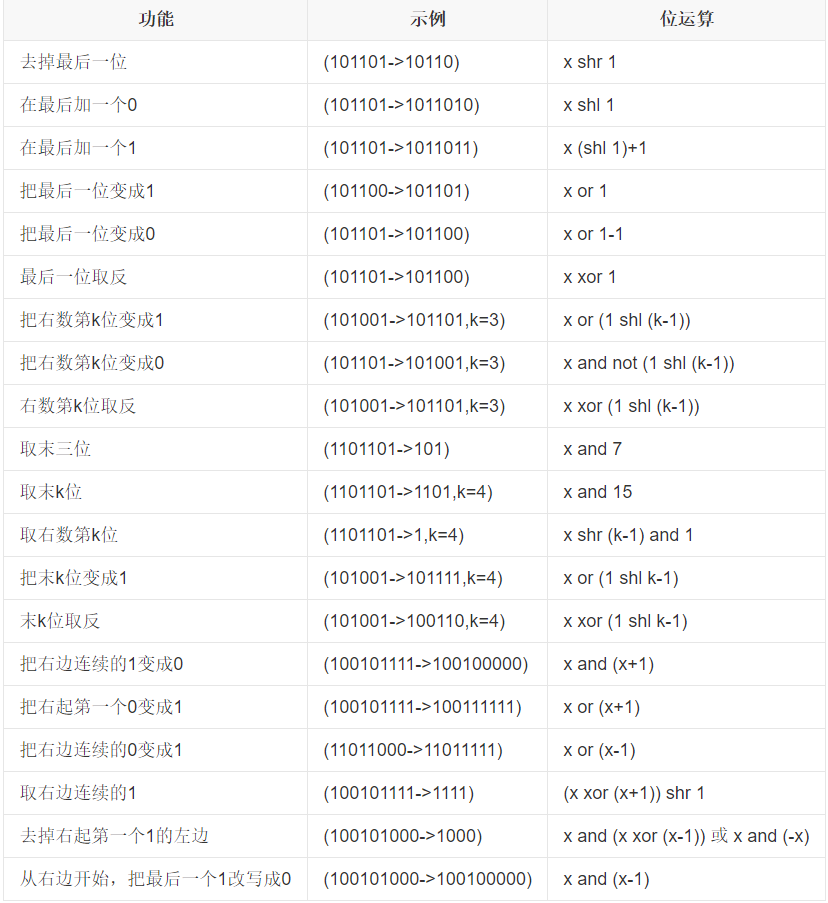 功能 示例 位运算
去掉最后一位 (101101->10110) x shr 1
在最后加一个0 (101101->1011010) x shl 1
在最后加一个1 (101101->1011011) x (shl 1)+1
把最后一位变成1 (101100->101101) x or 1
把最后一位变成0 (101101->101100) x or 1-1
最后一位取反 (101101->101100) x xor 1
把右数第k位变成1 (101001->101101,k=3) x or (1 shl (k-1))
把右数第k位变成0 (101101->101001,k=3) x and not (1 shl (k-1))
右数第k位取反 (101001->101101,k=3) x xor (1 shl (k-1))
取末三位 (1101101->101) x and 7
取末k位 (1101101->1101,k=4) x and 15
取右数第k位 (1101101->1,k=4) x shr (k-1) and 1
把末k位变成1 (101001->101111,k=4) x or (1 shl k-1)
末k位取反 (101001->100110,k=4) x xor (1 shl k-1)
把右边连续的1变成0 (100101111->100100000) x and (x+1)
把右起第一个0变成1 (100101111->100111111) x or (x+1)
把右边连续的0变成1 (11011000->11011111) x or (x-1)
取右边连续的1 (100101111->1111) (x xor (x+1)) shr 1
去掉右起第一个1的左边 (100101000->1000) x and (x xor (x-1)) 或 x and (-x)
从右边开始，把最后一个1改写成0 (100101000->100100000) x and (x-1)